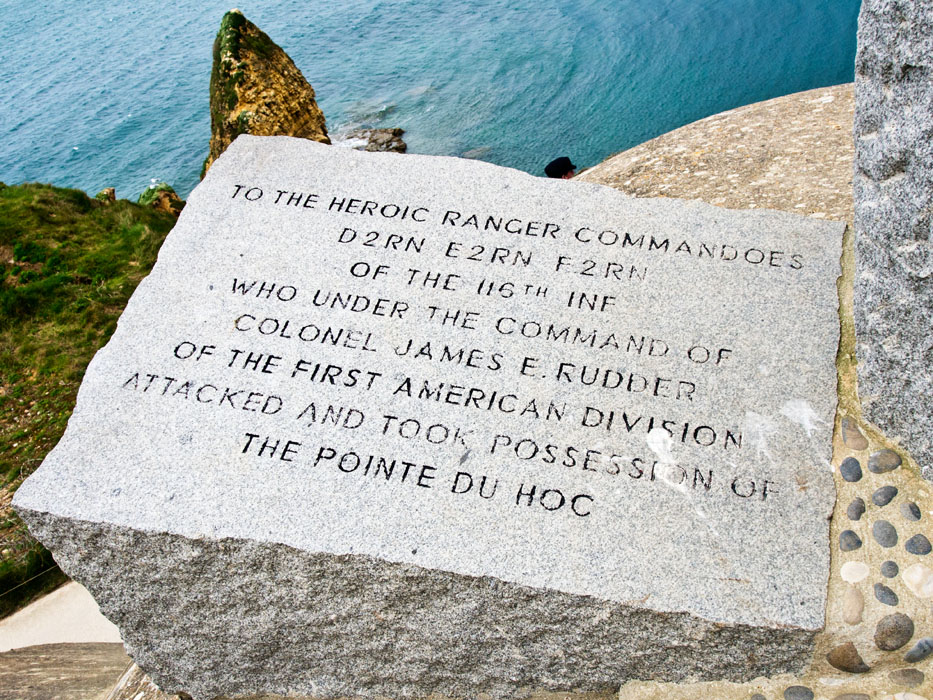 TO THE HEROIC RANGER COMMANDOES
D2RN E2RN F2RN
OF THE 116TH INF
WHO UNDER THE COMMAND OF
COLONEL JAMES E. RUDDER
OF THE FIRST AMERICAN DIVISION
ATTACKED AND TOOK POSSESSION OF
THE POINTE DU HOC